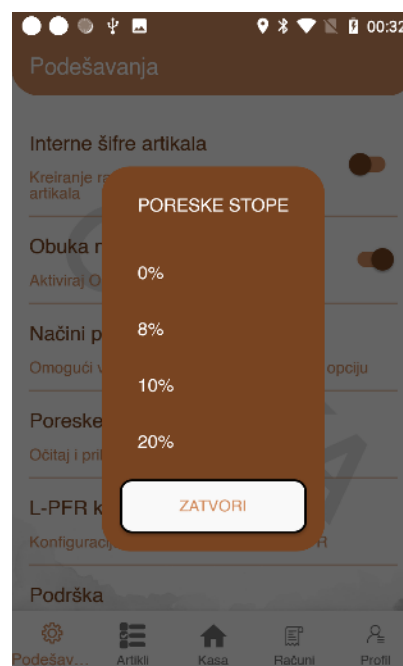 00:32
Podešavanja
Interne šifre artikala
Kreiranje
artikala
PORESKE STOPE
Obuka
Aktiviraj
0%
Načini
8%
Omogući
opciju
10%
Poreske
20%
Očitaj i
L-PFR
ZATVORI
Podrška
Podešav...
Artikli
Kasa
Računi
Profil